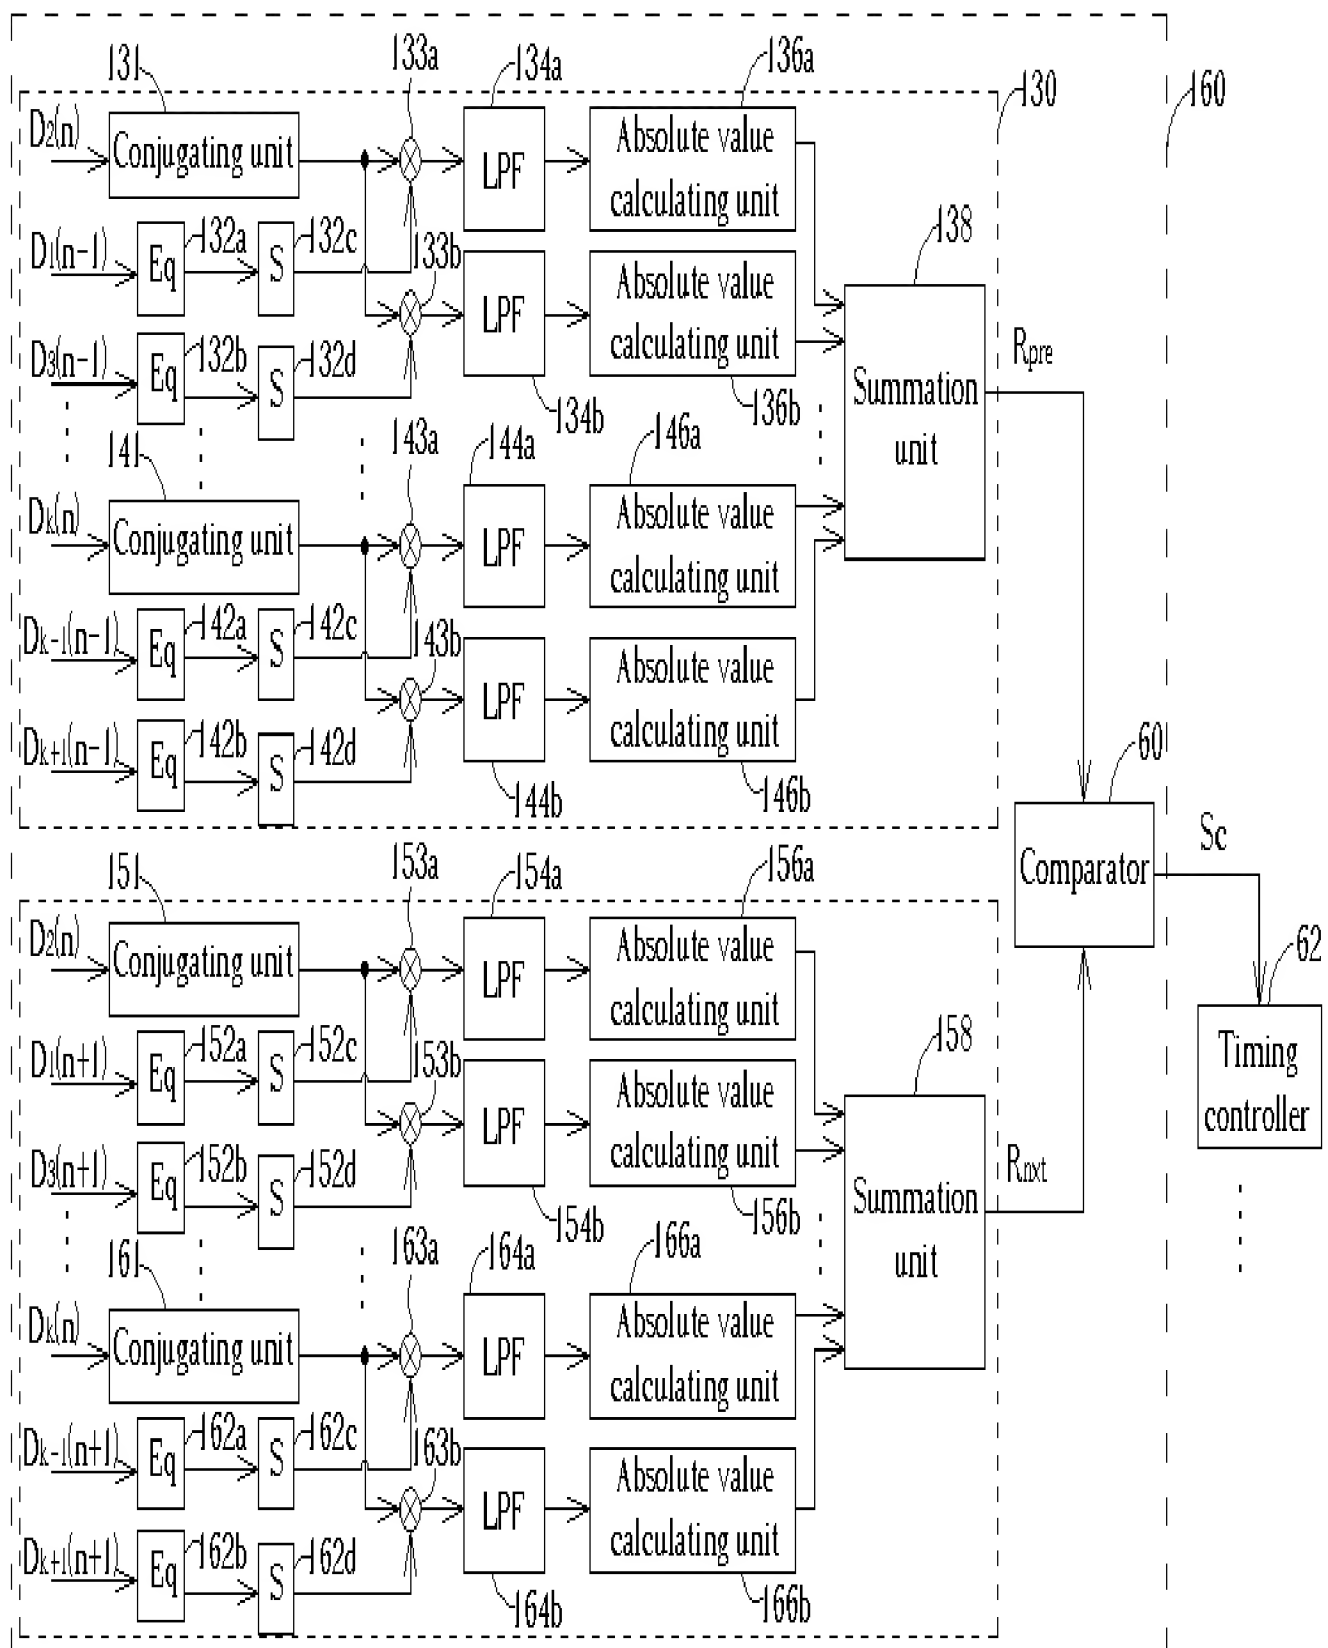 131
133a
134a
136a
130
160
D2(n)
Conjugating unit
LPF
Absolute value
calculating unit
138
D1(n-1)
Eq
132a
S
132c
133b
LPF
Absolute value
calculating unit
D3(n-1)
Eq
132b
S
132d
134b
136b
Summation
unit
Rpre
141
143a
144a
146a
Dk(n)
Conjugating unit
LPF
Absolute value
calculating unit
Dk-1(n-1)
Eq
142a
S
142c
143b
LPF
Absolute value
calculating unit
Dk+1(n-1)
Eq
142b
S
142d
144b
146b
60
Comparator
Sc
62
Timing
controller
151
153a
154a
156a
D2(n)
Conjugating unit
LPF
Absolute value
calculating unit
158
D1(n+1)
Eq
152a
S
152c
153b
LPF
Absolute value
calculating unit
D3(n+1)
Eq
152b
S
152d
154b
156b
Summation
unit
Rnxt
161
163a
164a
166a
Dk(n)
Conjugating unit
LPF
Absolute value
calculating unit
Dk-1(n+1)
Eq
162a
S
162c
163b
LPF
Absolute value
calculating unit
Dk+1(n+1)
Eq
162b
S
162d
164b
166b